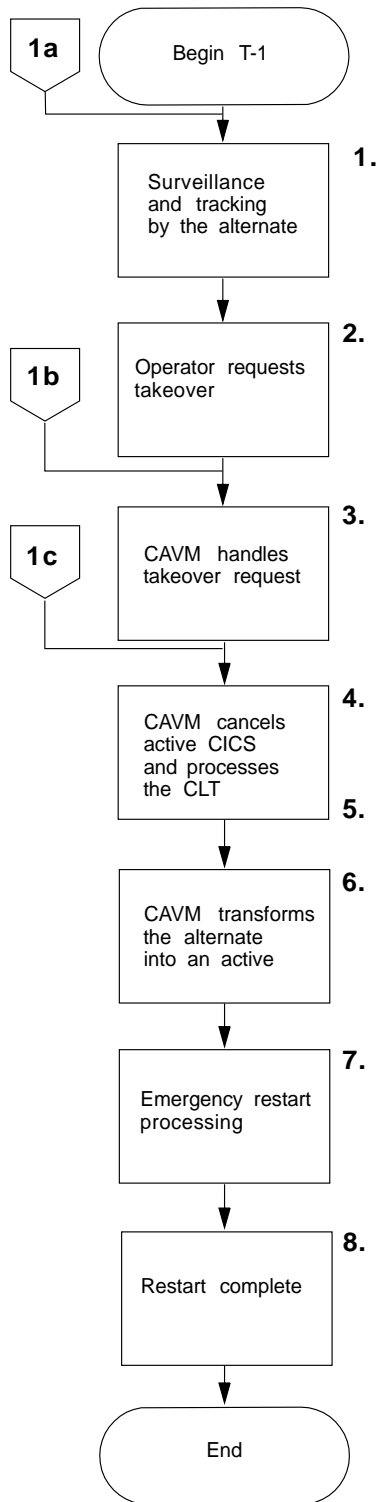 1a
Begin T-1
1.
Surveillance
and tracking
by the alternate
2.
Operator requests
takeover
1b
3.
CAVM handles
takeover request
1c
4.
CAVM cancels
active CICS
and processes
the CLT
5.
6.
CAVM transforms
the alternate
into an active
7.
Emergency restart
processing
8.
Restart complete
End